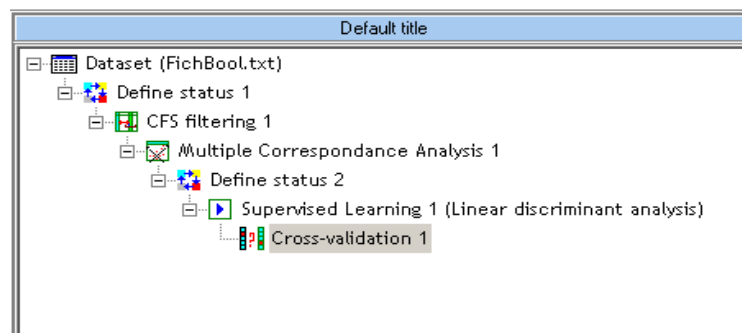 Default title
Dataset (FichBool.txt)
Define status 1
CFS filtering 1
Multiple Correspondance Analysis 1
Define status 2
Supervised Learning 1 (Linear discriminant analysis)
Cross-validation 1